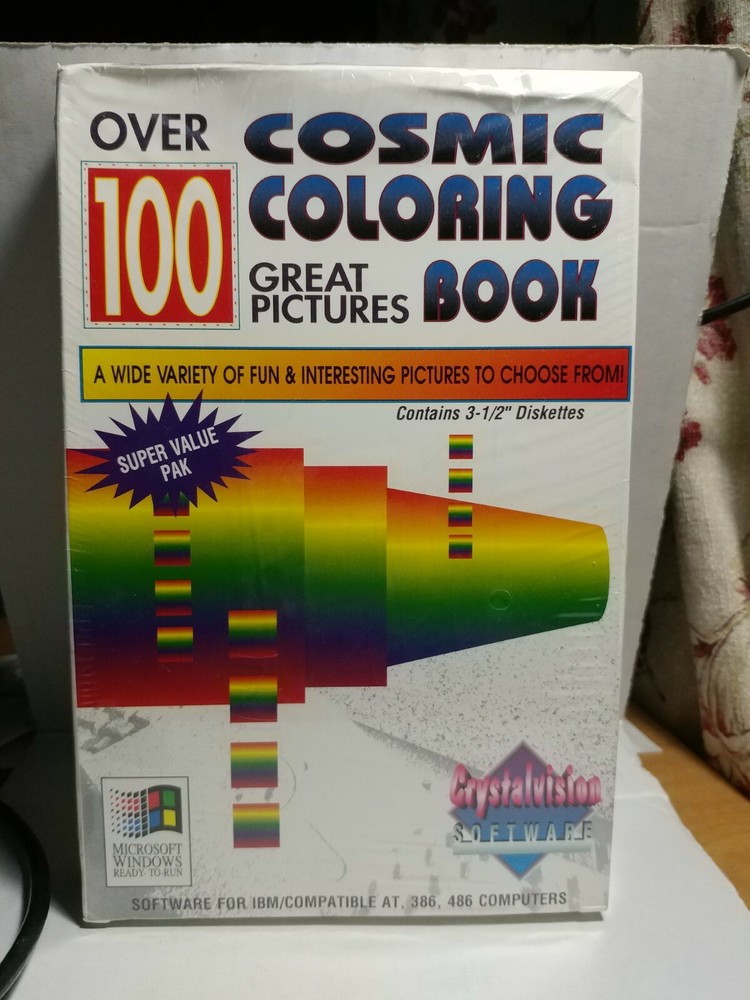 OVER
100
COSMIC
COLORING
GREAT
PICTURES
BOOK
A WIDE VARIETY OF FUN & INTERESTING PICTURES TO CHOOSE FROM!
Contains 3-1/2" Diskettes
SUPER VALUE
PAK
MICROSOFT
WINDOWS
READY-TO-RUN
Crystalvision
SOFTWARE
SOFTWARE FOR IBM/COMPATIBLE AT, 386, 486 COMPUTERS